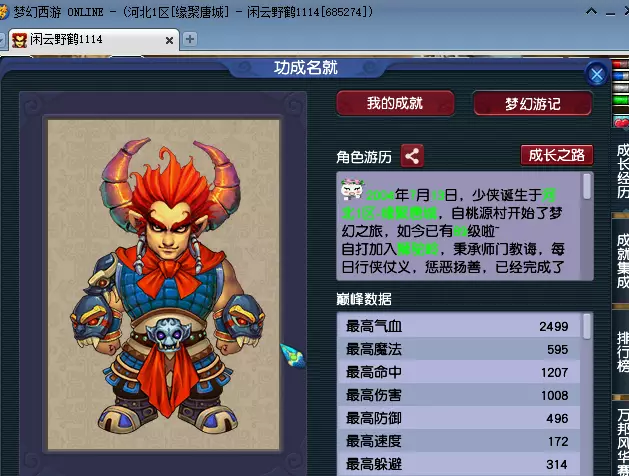 梦幻西游 ONLINE - (河北1区[缘聚唐城] - 闲云野鹤1114[685274])
闲云野鹤1114
功成名就
我的成就
梦幻游记
角色游历
成长之路
年 月 日，少侠诞生于
，自桃源村开始了梦
幻之旅，如今已有 级啦~
自打加入 ，秉承师门教诲，每
日行侠仗义，惩恶扬善，已经完成了
巅峰数据
最高气血 2499
最高魔法 595
最高命中 1207
最高伤害 1008
最高防御 496
最高速度 172
最高躲避 314
成长经历
成就集成
排行榜
万邦风华赛